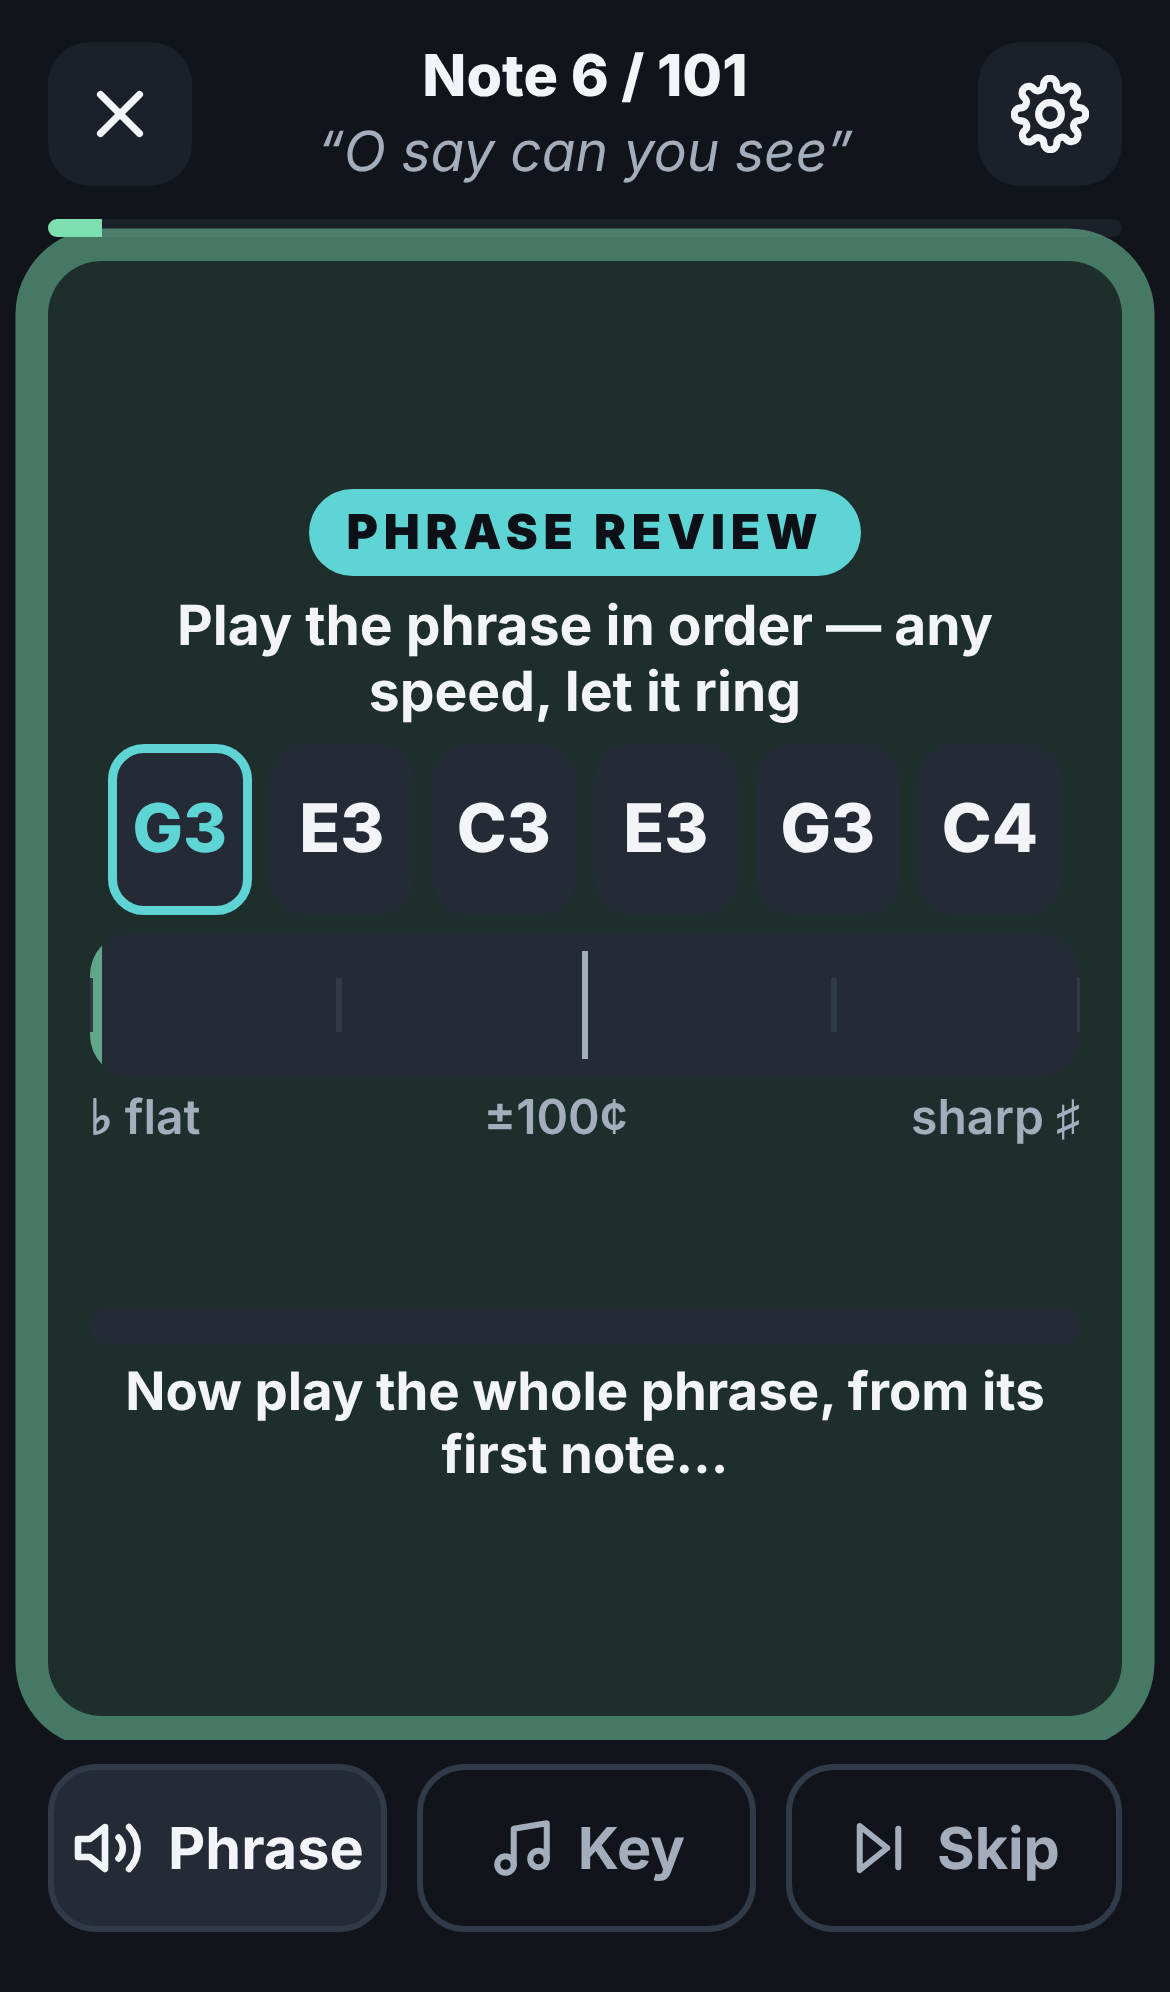 Note 6 / 101
“O say can you see”
PHRASE REVIEW
Play the phrase in order — any
speed, let it ring
G3 E3 C3 E3 G3 C4
♭ flat ±100¢ sharp ♯
Now play the whole phrase, from its
first note...
Phrase Key Skip